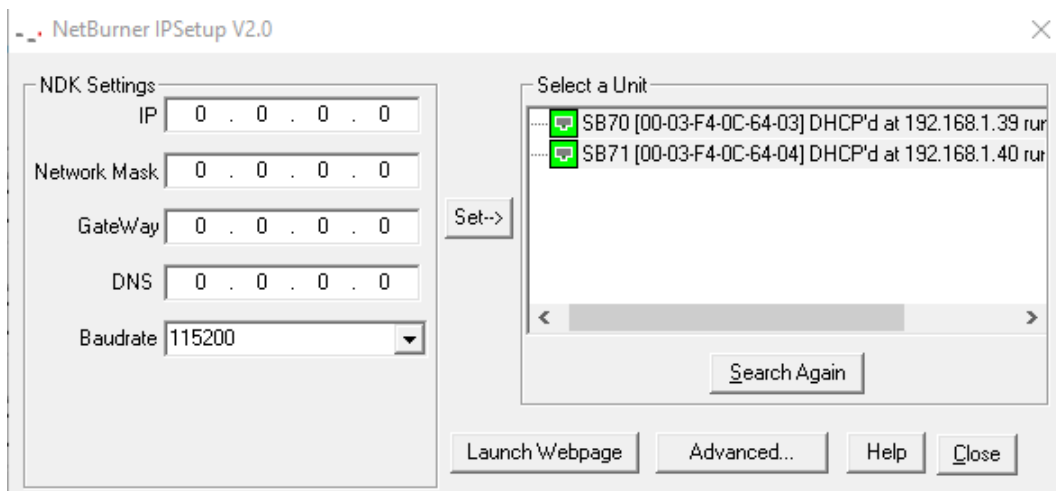 NetBurner IPSetup V2.0
NDK Settings
IP 0 . 0 . 0 . 0
Network Mask 0 . 0 . 0 . 0
GateWay 0 . 0 . 0 . 0
DNS 0 . 0 . 0 . 0
Baudrate 115200
Set-->
Select a Unit
SB70 [00-03-F4-0C-64-03] DHCP'd at 192.168.1.39 rur
SB71 [00-03-F4-0C-64-04] DHCP'd at 192.168.1.40 rur
Search Again
Launch Webpage Advanced... Help Close